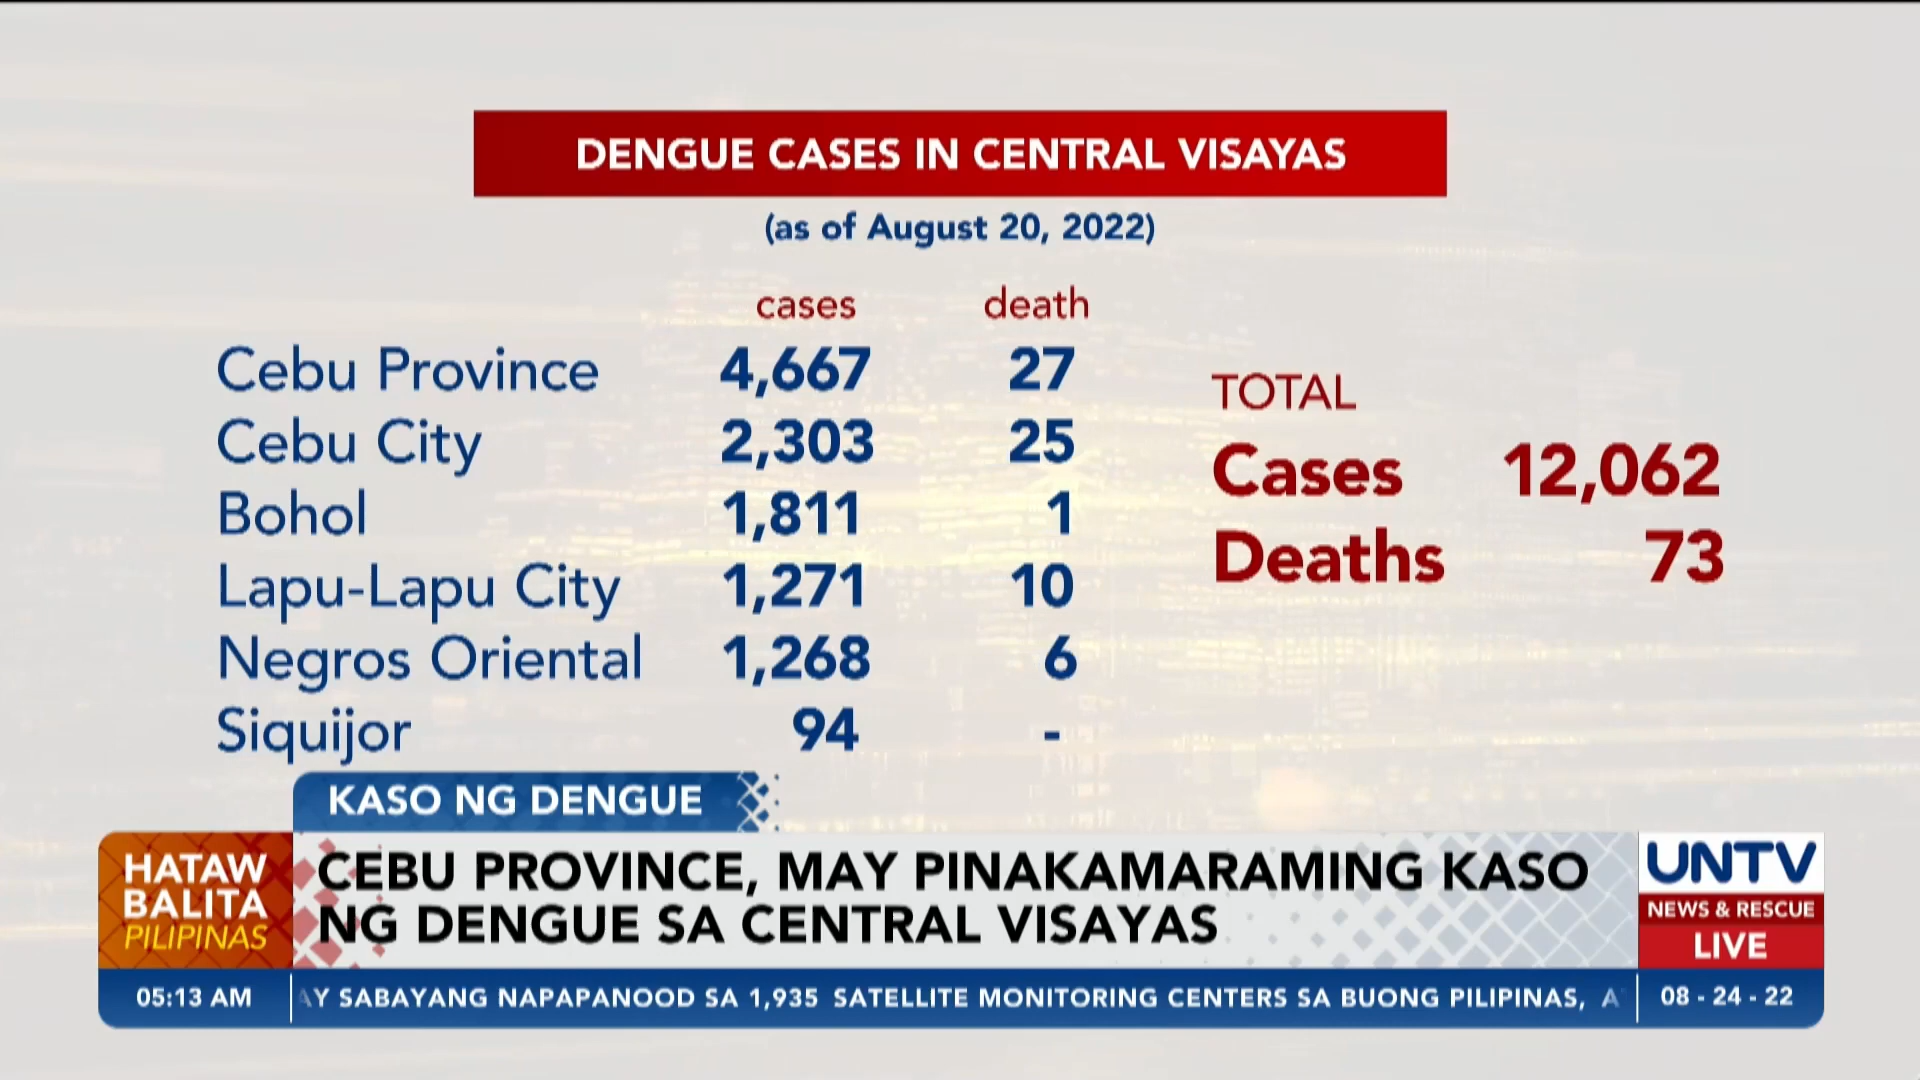 DENGUE CASES IN CENTRAL VISAYAS
(as of August 20, 2022)
cases death
Cebu Province 4,667 27
Cebu City 2,303 25
Bohol 1,811 1
Lapu-Lapu City 1,271 10
Negros Oriental 1,268 6
Siquijor 94 -
TOTAL
Cases 12,062
Deaths 73
KASO NG DENGUE
HATAW
BALITA
PILIPINAS
CEBU PROVINCE, MAY PINAKAMARAMING KASO
NG DENGUE SA CENTRAL VISAYAS
UNTV
NEWS & RESCUE
LIVE
05:13 AM
SABAYANG NAPAPANOOD SA 1,935 SATELLITE MONITORING CENTERS SA BUONG PILIPINAS,
08 - 24 - 22